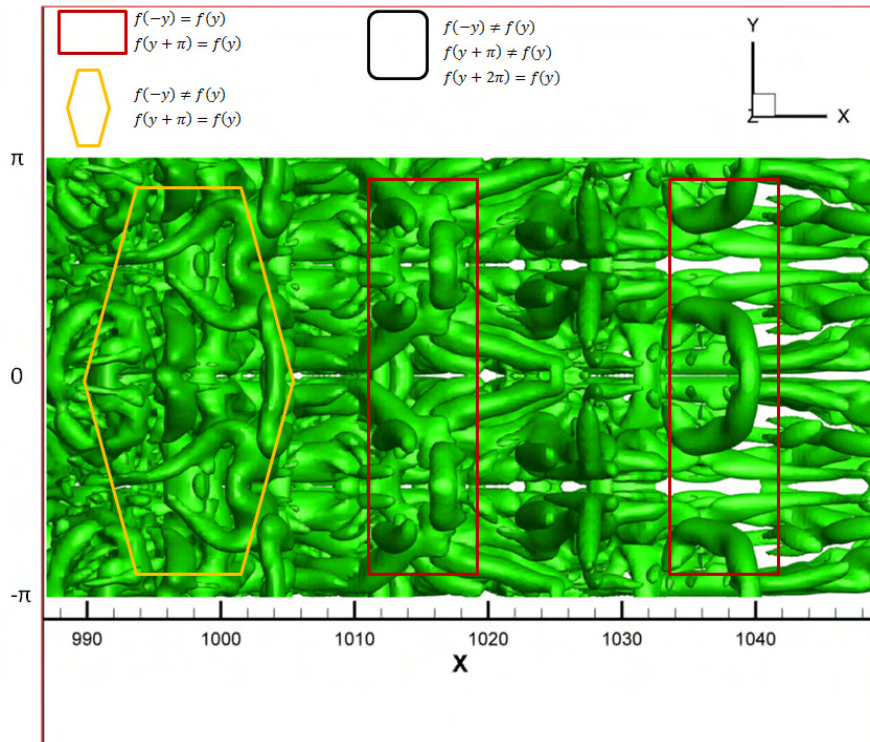 f(−y) = f(y)
f(y + π) = f(y)
f(−y) ≠ f(y)
f(y + π) = f(y)
f(−y) ≠ f(y)
f(y + π) ≠ f(y)
f(y + 2π) = f(y)
Y
Z
X
π
0
-π
990 1000 1010 1020 1030 1040
X